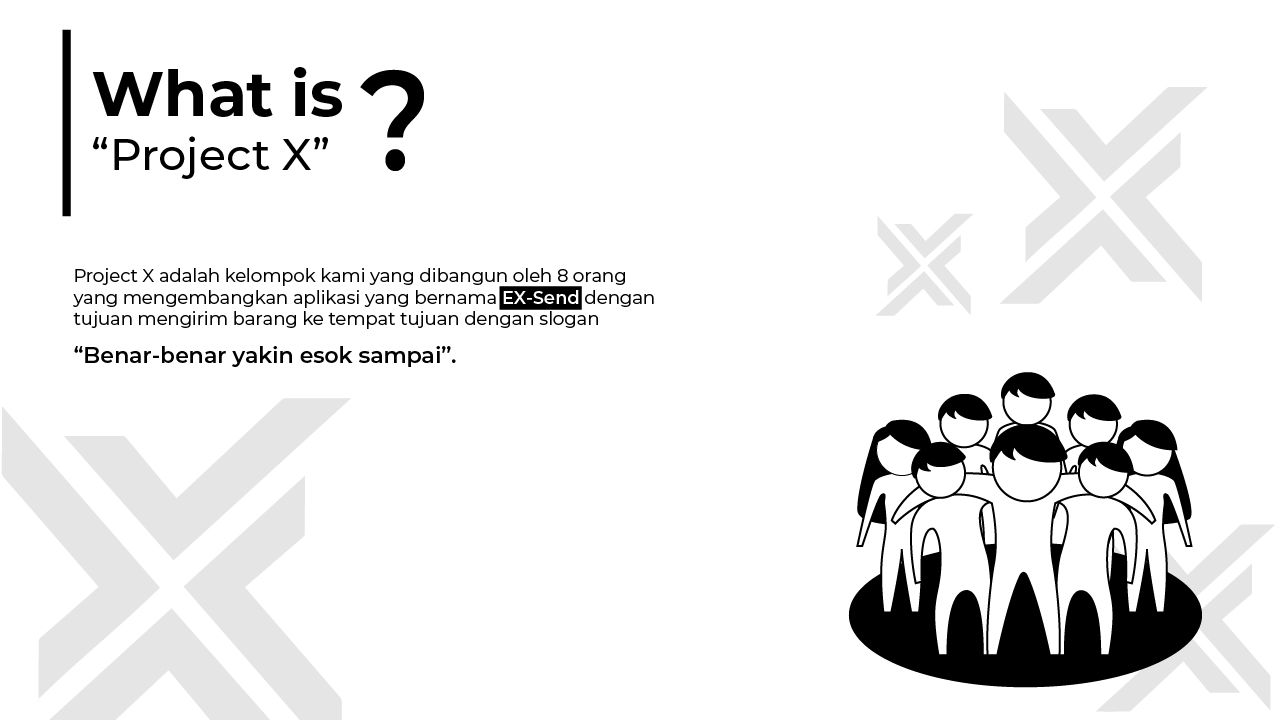 What is ?
“Project X”
Project X adalah kelompok kami yang dibangun oleh 8 orang
yang mengembangkan aplikasi yang bernama EX-Send dengan
tujuan mengirim barang ke tempat tujuan dengan slogan
“Benar-benar yakin esok sampai”.